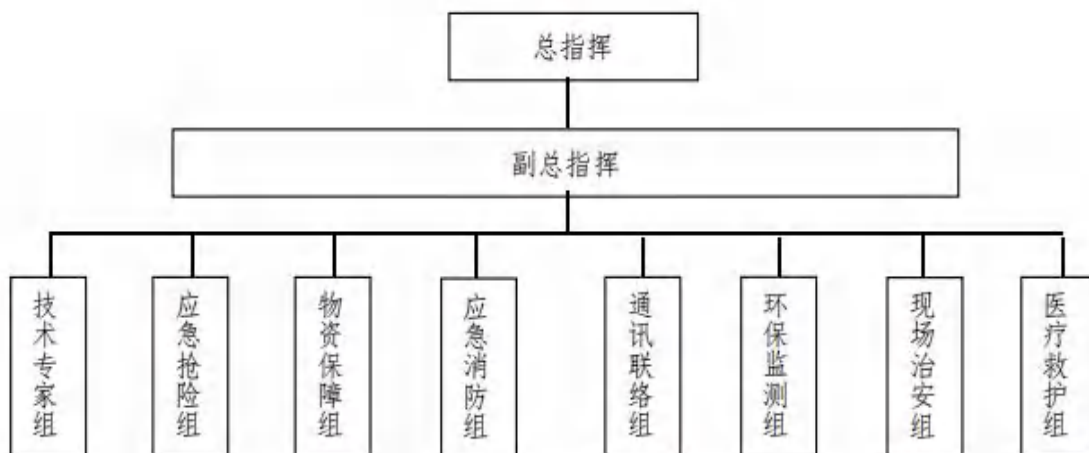 总指挥
副总指挥
技术专家组
应急抢险组
物资保障组
应急消防组
通讯联络组
环保监测组
现场治安组
医疗救护组